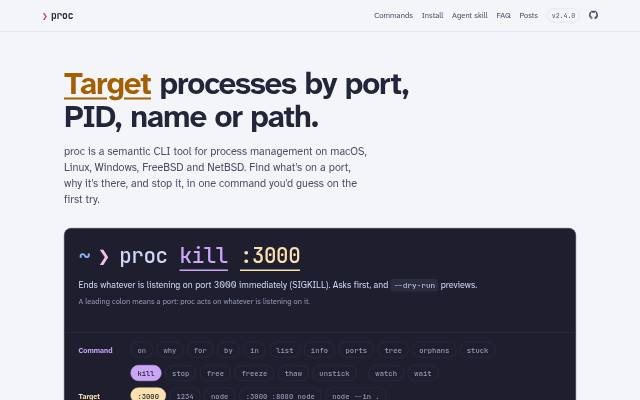 ❯ proc
Commands Install Agent skill FAQ Posts v2.4.0
Target processes by port,
PID, name or path.
proc is a semantic CLI tool for process management on macOS,
Linux, Windows, FreeBSD and NetBSD. Find what's on a port,
why it's there, and stop it, in one command you'd guess on the
first try.
~ ❯ proc kill :3000
Ends whatever is listening on port 3000 immediately (SIGKILL). Asks first, and --dry-run previews.
A leading colon means a port: proc acts on whatever is listening on it.
Command on why for by in list info ports tree orphans stuck
kill stop free freeze thaw unstick watch wait
Target :3000 1234 node :3000 :8000 node node --in .